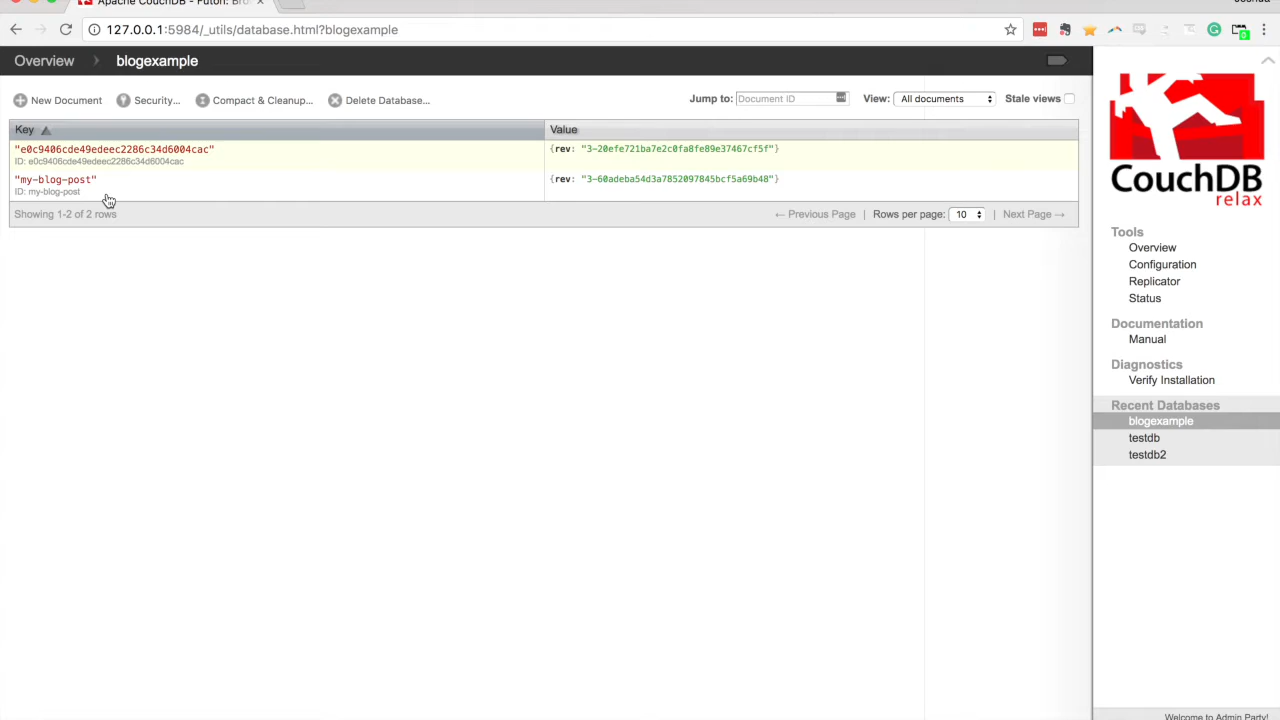 Apache CouchDB - Futon: Bro
127.0.0.1:5984/_utils/database.html?blogexample
Overview
blogexample
New Document
Security...
Compact & Cleanup...
Delete Database...
Jump to:
Document ID
View:
All documents
Stale views
Key
Value
"e0c9406cde49edeec2286c34d6004cac"
ID: e0c9406cde49edeec2286c34d6004cac
{rev: "3-20efe721ba7e2c0fa8fe89e37467cf5f"}
"my-blog-post"
ID: my-blog-post
{rev: "3-60adeba54d3a7852097845bcf5a69b48"}
Showing 1-2 of 2 rows
← Previous Page | Rows per page: 10 | Next Page →
CouchDB
relax
Tools
Overview
Configuration
Replicator
Status
Documentation
Manual
Diagnostics
Verify Installation
Recent Databases
blogexample
testdb
testdb2
Welcome to Admin Party!